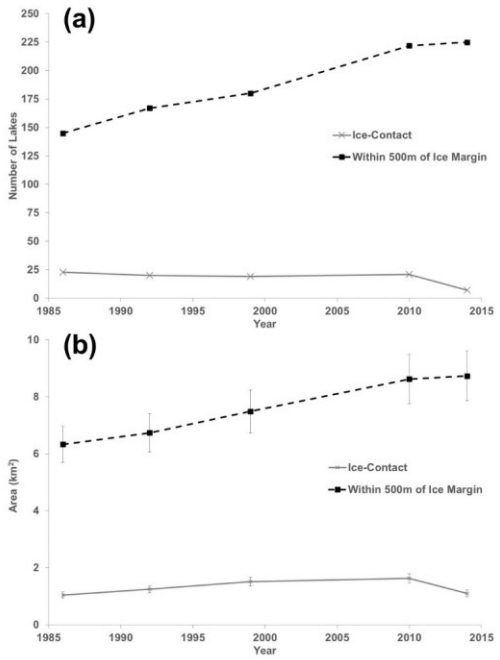 (a)
250
225
200
175
150
125
100
75
50
25
0
Number of Lakes
Ice-Contact
Within 500m of Ice Margin
1985 1990 1995 2000 2005 2010 2015
Year
(b)
10
8
6
4
2
0
Area (km²)
Ice-Contact
Within 500m of Ice Margin
1985 1990 1995 2000 2005 2010 2015
Year